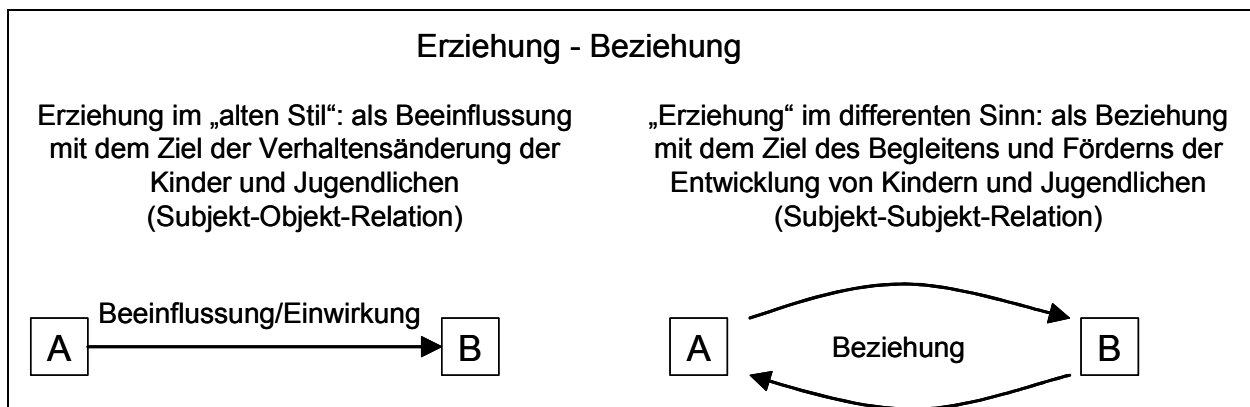 Erziehung - Beziehung
Erziehung im „alten Stil“: als Beeinflussung
mit dem Ziel der Verhaltensänderung der
Kinder und Jugendlichen
(Subjekt-Objekt-Relation)
„Erziehung“ im differenten Sinn: als Beziehung
mit dem Ziel des Begleitens und Förderns der
Entwicklung von Kindern und Jugendlichen
(Subjekt-Subjekt-Relation)
Beeinflussung/Einwirkung
A
B
A
Beziehung
B